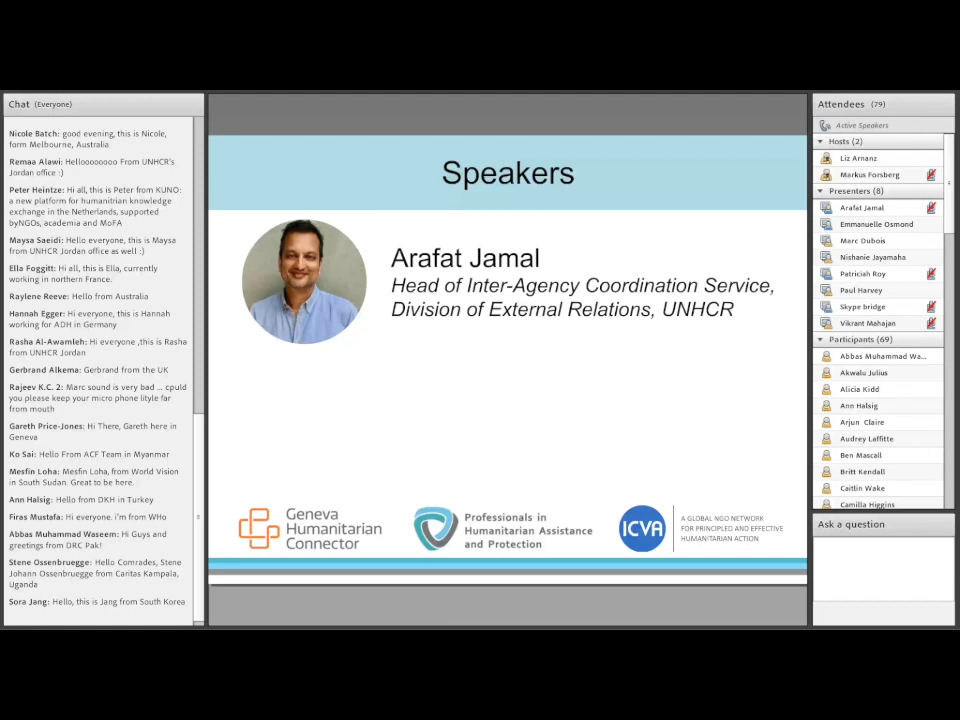 Chat (Everyone)
Nicole Batch: good evening, this is Nicole,
form Melbourne, Australia
Remaa Alawi: Hellooooooooo From UNHCR's
Jordan office :)
Peter Heintze: Hi all, this is Peter from KUNO:
a new platform for humanitrian knowledge
exchange in the Netherlands, supported
byNGOs, academia and MoFA
Maysa Saeidi: Hello everyone, this is Maysa
from UNHCR Jordan office as well :)
Ella Foggitt: Hi all, this is Ella, currently
working in northern France.
Raylene Reeve: Hello from Australia
Hannah Egger: Hi everyone, this is Hannah
working for ADH in Germany
Rasha Al-Awamleh: Hi everyone ,this is Rasha
from UNHCR Jordan
Gerbrand Alkema: Gerbrand from the UK
Rajeev K.C. 2: Marc sound is very bad ... cpuld
you please keep your micro phone lityle far
from mouth
Gareth Price-Jones: Hi There, Gareth here in
Geneva
Ko Sai: Hello From ACF Team in Myanmar
Mesfin Loha: Mesfin Loha, from World Vision
in South Sudan. Great to be here.
Ann Halsig: Hello from DKH in Turkey
Firas Mustafa: Hi everyone. i'm from WHo
Abbas Muhammad Waseem: Hi Guys and
greetings from DRC Pak!
Stene Ossenbruegge: Hello Comrades, Stene
Johann Ossenbruegge from Caritas Kampala,
Uganda
Sora Jang: Hello, this is Jang from South Korea
Speakers
Arafat Jamal
Head of Inter-Agency Coordination Service,
Division of External Relations, UNHCR
Geneva
Humanitarian
Connector
Professionals in
Humanitarian Assistance
and Protection
ICVA
A GLOBAL NGO NETWORK
FOR PRINCIPLED AND EFFECTIVE
HUMANITARIAN ACTION
Attendees (79)
Active Speakers
Hosts (2)
Liz Arnanz
Markus Forsberg
Presenters (8)
Arafat Jamal
Emmanuelle Osmond
Marc Dubois
Nishanie Jayamaha
Patriciah Roy
Paul Harvey
Skype bridge
Vikrant Mahajan
Participants (69)
Abbas Muhammad Wa...
Akwalu Julius
Alicia Kidd
Ann Halsig
Arjun Claire
Audrey Laffitte
Ben Mascall
Britt Kendall
Caitlin Wake
Camilla Higgins
Ask a question